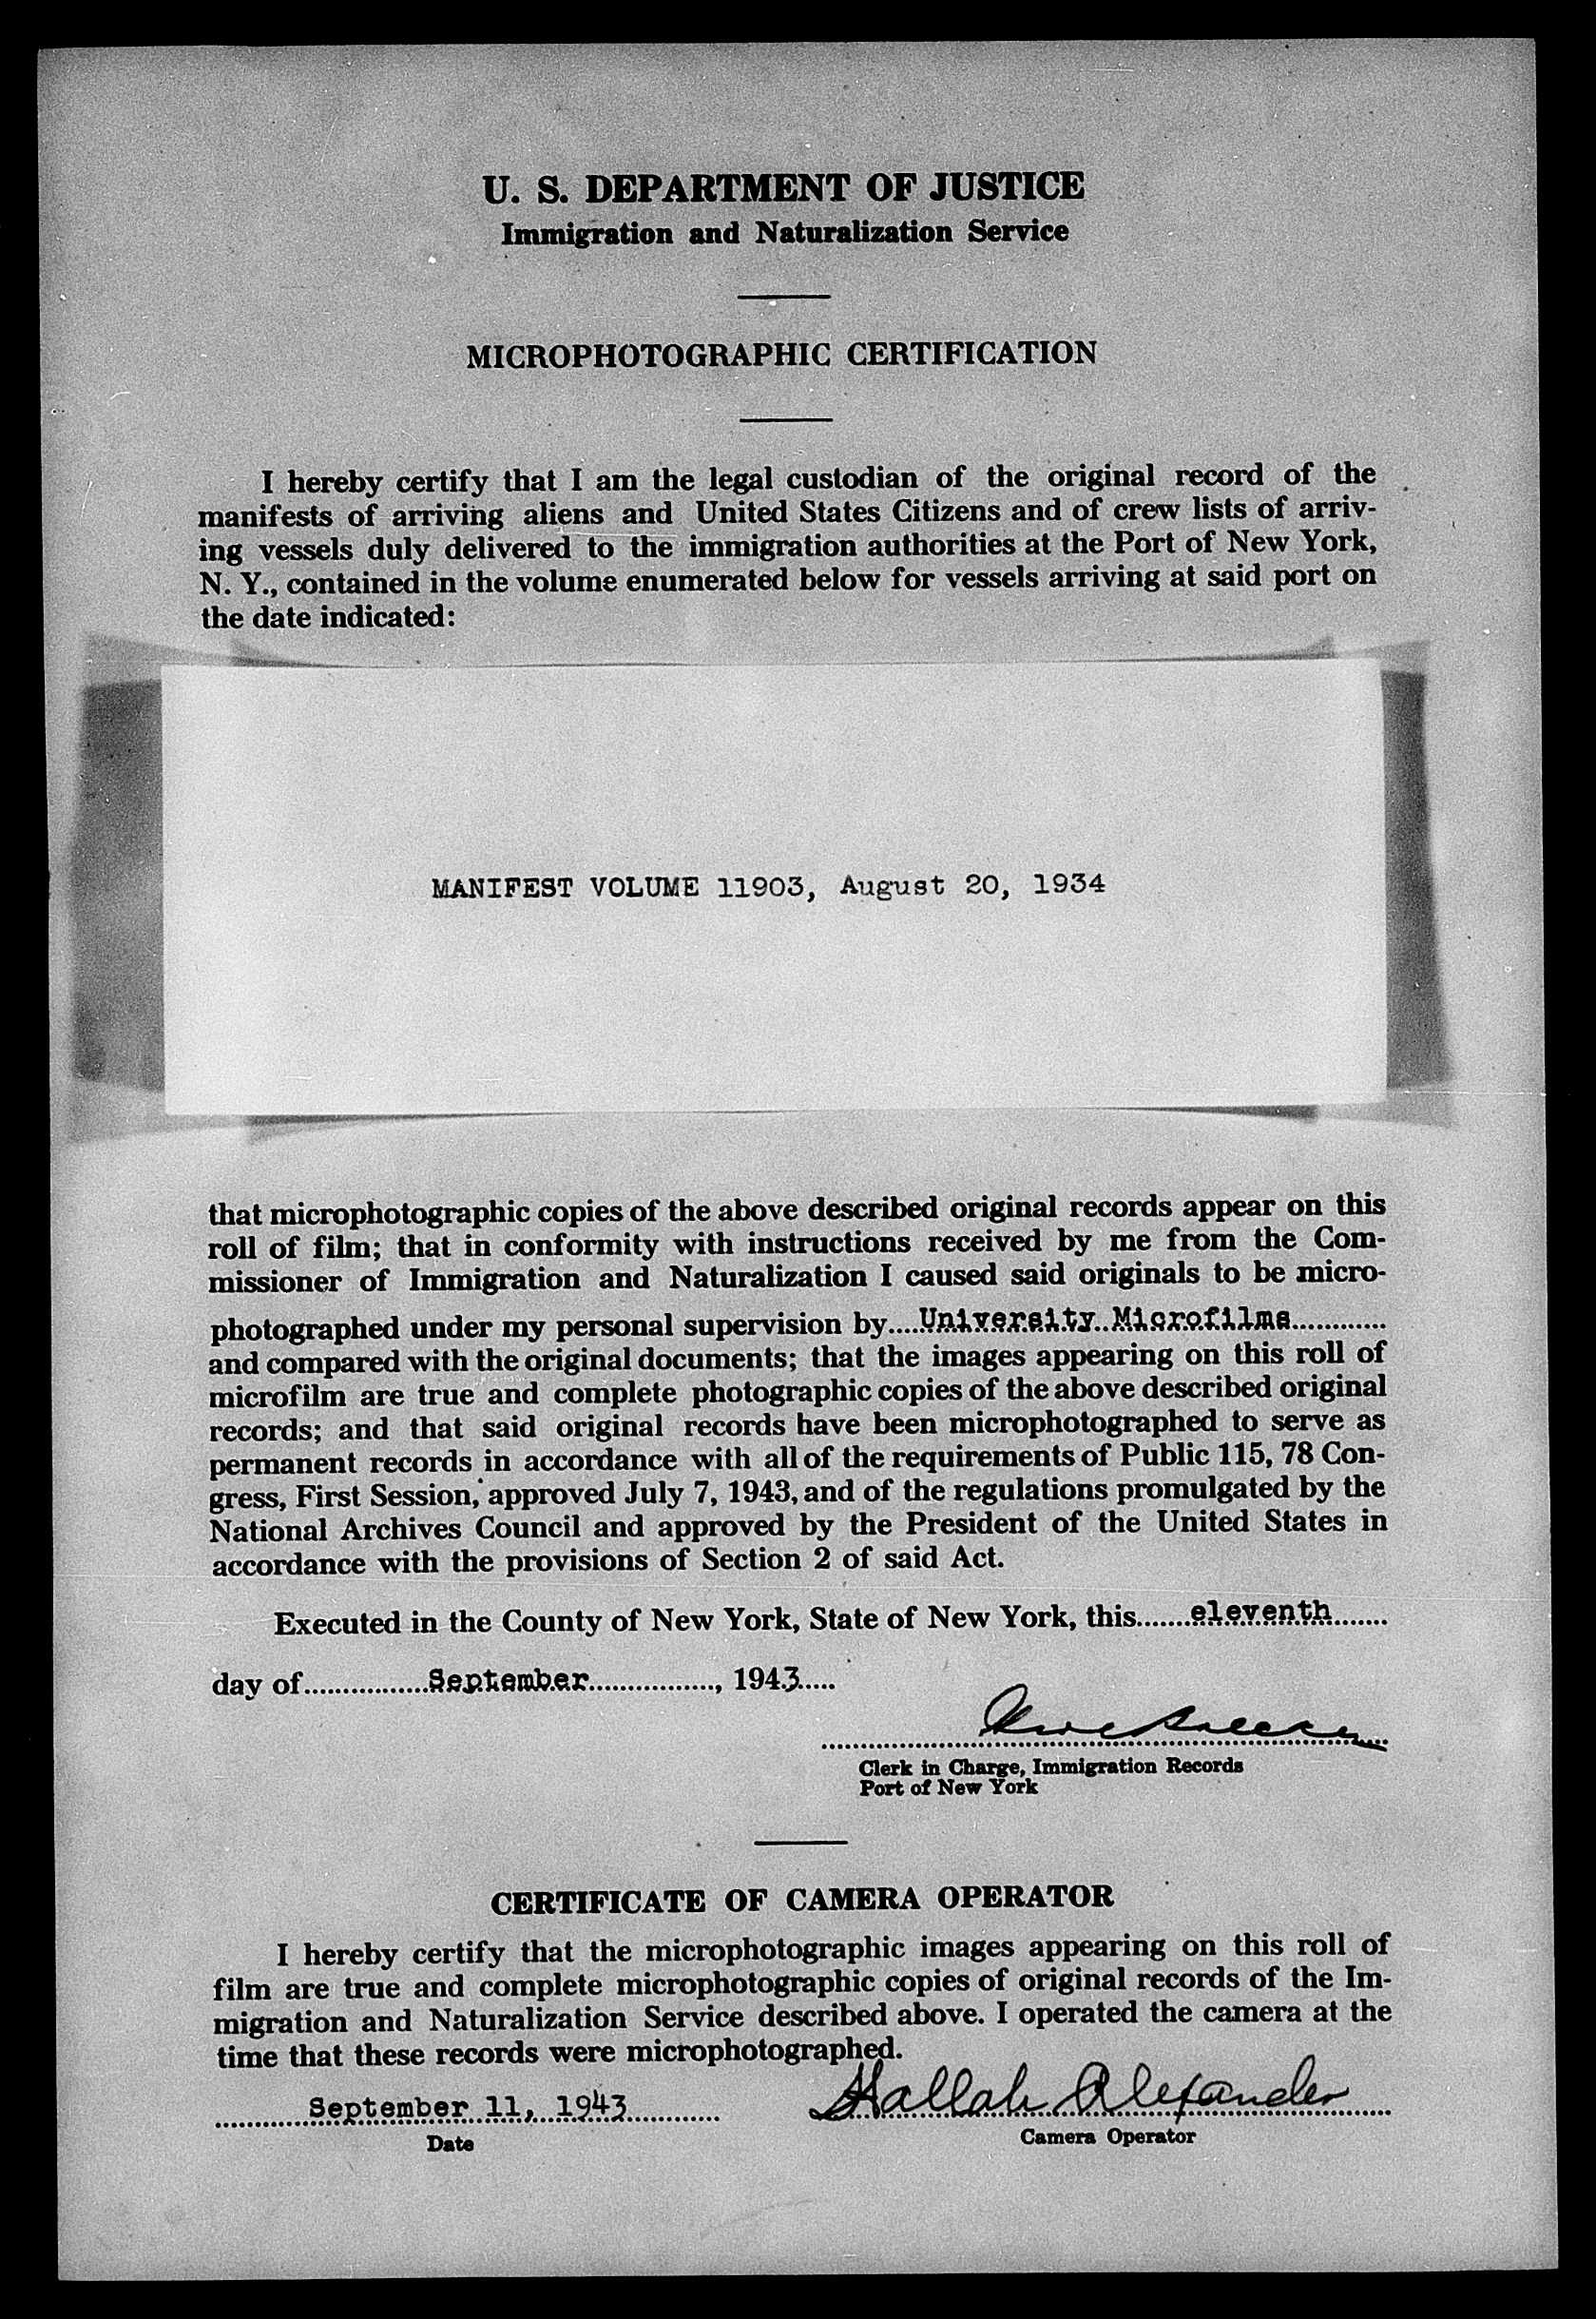 U. S. DEPARTMENT OF JUSTICE
Immigration and Naturalization Service
MICROPHOTOGRAPHIC CERTIFICATION
I hereby certify that I am the legal custodian of the original record of the
manifests of arriving aliens and United States Citizens and of crew lists of arriv-
ing vessels duly delivered to the immigration authorities at the Port of New York,
N. Y., contained in the volume enumerated below for vessels arriving at said port on
the date indicated:
MANIFEST VOLUME 11903, August 20, 1934
that microphotographic copies of the above described original records appear on this
roll of film; that in conformity with instructions received by me from the Com-
missioner of Immigration and Naturalization I caused said originals to be micro-
photographed under my personal supervision by....University Microfilms............
and compared with the original documents; that the images appearing on this roll of
microfilm are true and complete photographic copies of the above described original
records; and that said original records have been microphotographed to serve as
permanent records in accordance with all of the requirements of Public 115, 78 Con-
gress, First Session, approved July 7, 1943, and of the regulations promulgated by the
National Archives Council and approved by the President of the United States in
accordance with the provisions of Section 2 of said Act.
Executed in the County of New York, State of New York, this.......eleventh.......
day of................September................, 1943.....
Clerk in Charge, Immigration Records
Port of New York
CERTIFICATE OF CAMERA OPERATOR
I hereby certify that the microphotographic images appearing on this roll of
film are true and complete microphotographic copies of original records of the Im-
migration and Naturalization Service described above. I operated the camera at the
time that these records were microphotographed.
September 11, 1943 Hallah Alexander
Date Camera Operator